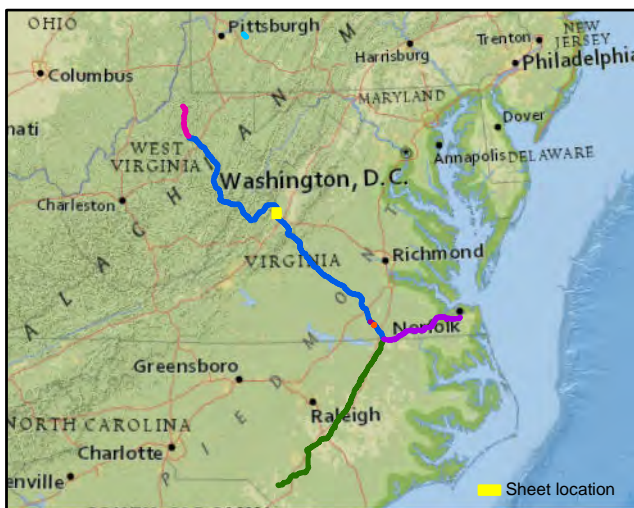 OHIO
Pittsburgh
Harrisburg
Trenton
NEW
JERSEY
Philadelphia
Columbus
MARYLAND
Dover
nati
WEST
VIRGINIA
Annapolis
DELAWARE
Washington, D.C.
Charleston
Richmond
VIRGINIA
Norfolk
A L A C H I A N M
P I E D M O N T
Greensboro
Raleigh
NORTH CAROLINA
Charlotte
enville
Sheet location